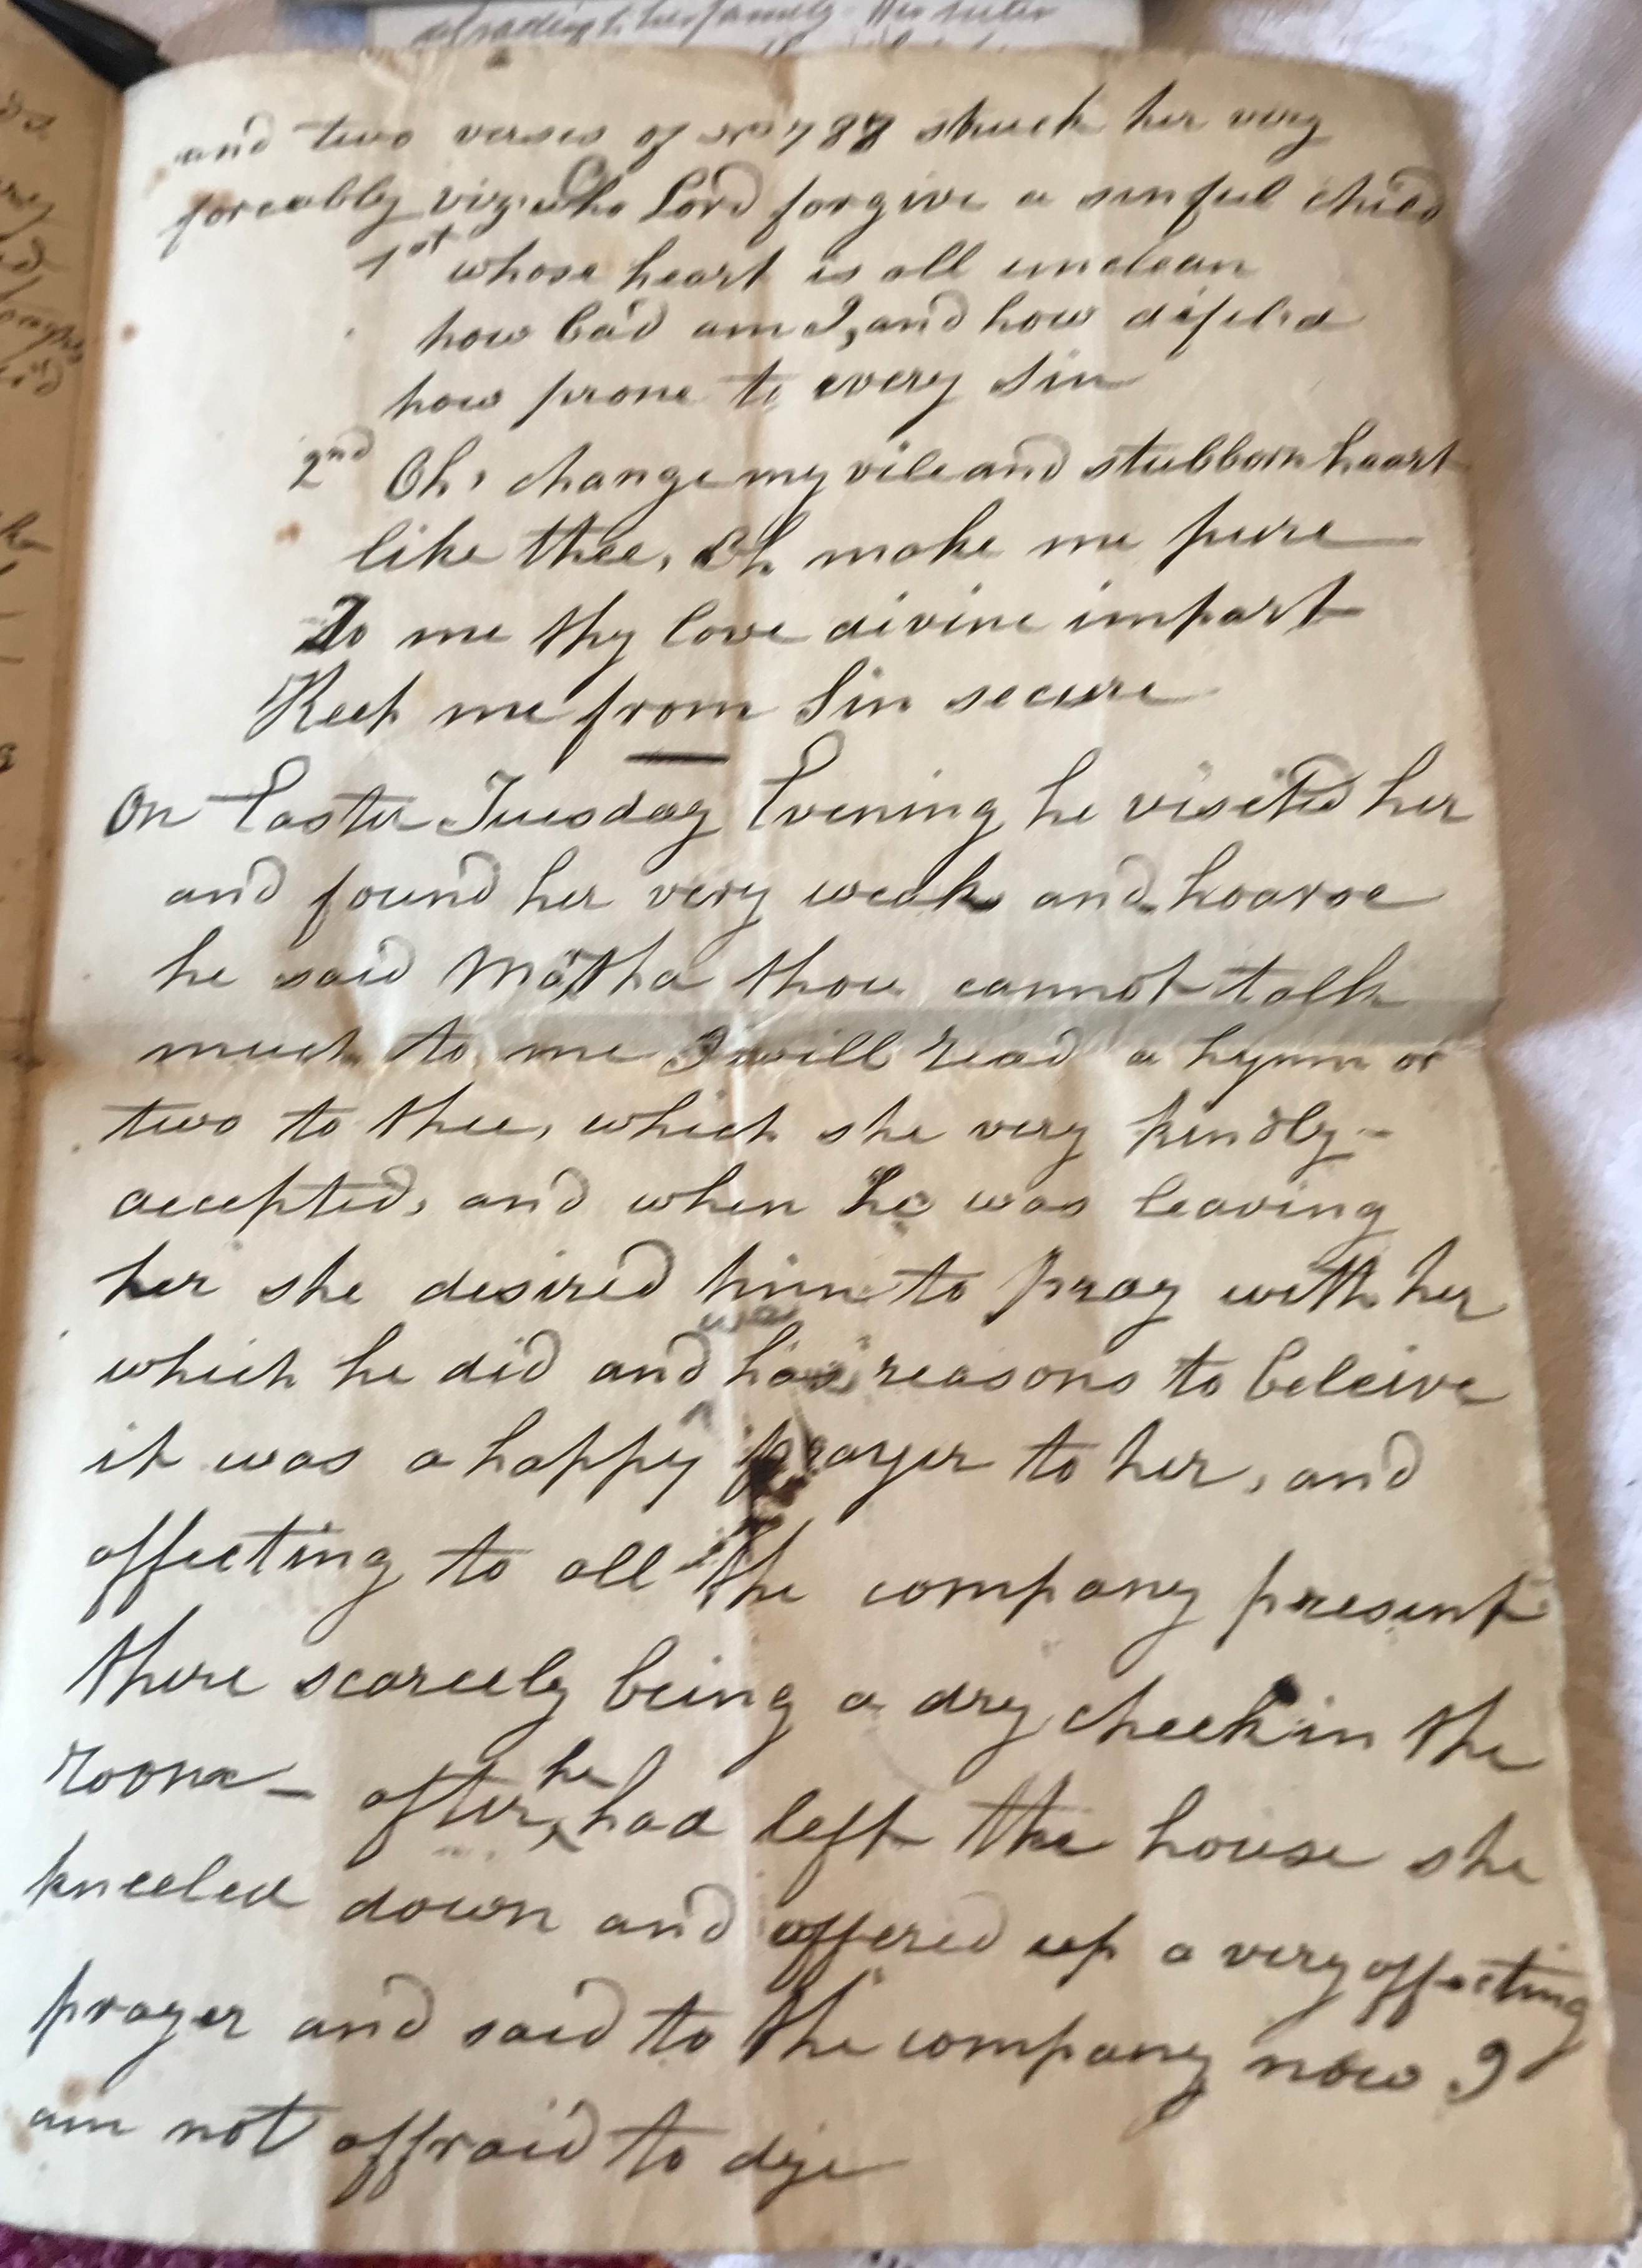 and two verses of No 788 struck her very
forceably viz. Lord forgive a sinful child
1st whose heart is all unclean
how bad am I, and how defil.d
how prone to every Sin
2nd Oh, change my vile and stubborn heart
like thee, Oh make me pure
To me thy love divine impart
Keep me from Sin secure
On Easter Tuesday Evening he visited her
and found her very weak and hoarse
he said Martha thou cannot talk
much to me I will read a hymn or
two to thee, which she very kindly-
accepted, and when he was leaving
her she desired him to pray with her
which he did and has reasons to beleive
it was a happy prayer to her, and
affecting to all the company present
there scarcely being a dry cheek in the
room— after he had left the house she
kneeled down and offered up a very affecting
prayer and said to the company now I
am not affraid to dye